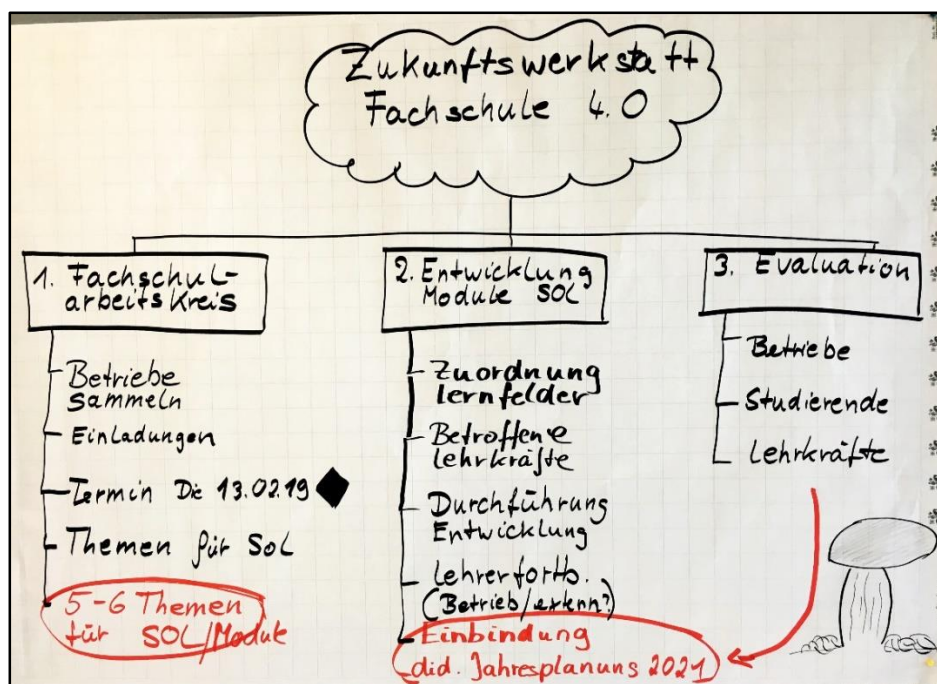 Zukunftswerkstatt
Fachschule 4.0
1. Fachschul-
arbeitskreis
Betriebe
sammeln
Einladungen
Termin Die 13.02.19
Themen für SOL
5-6 Themen
für SOL/Module
2. Entwicklung
Module SOL
Zuordnung
Lernfelder
Betroffene
Lehrkräfte
Durchführung
Entwicklung
Lehrerfortb.
(Betrieb/extern?)
Einbindung
did. Jahresplanung 2021
3. Evaluation
Betriebe
Studierende
Lehrkräfte